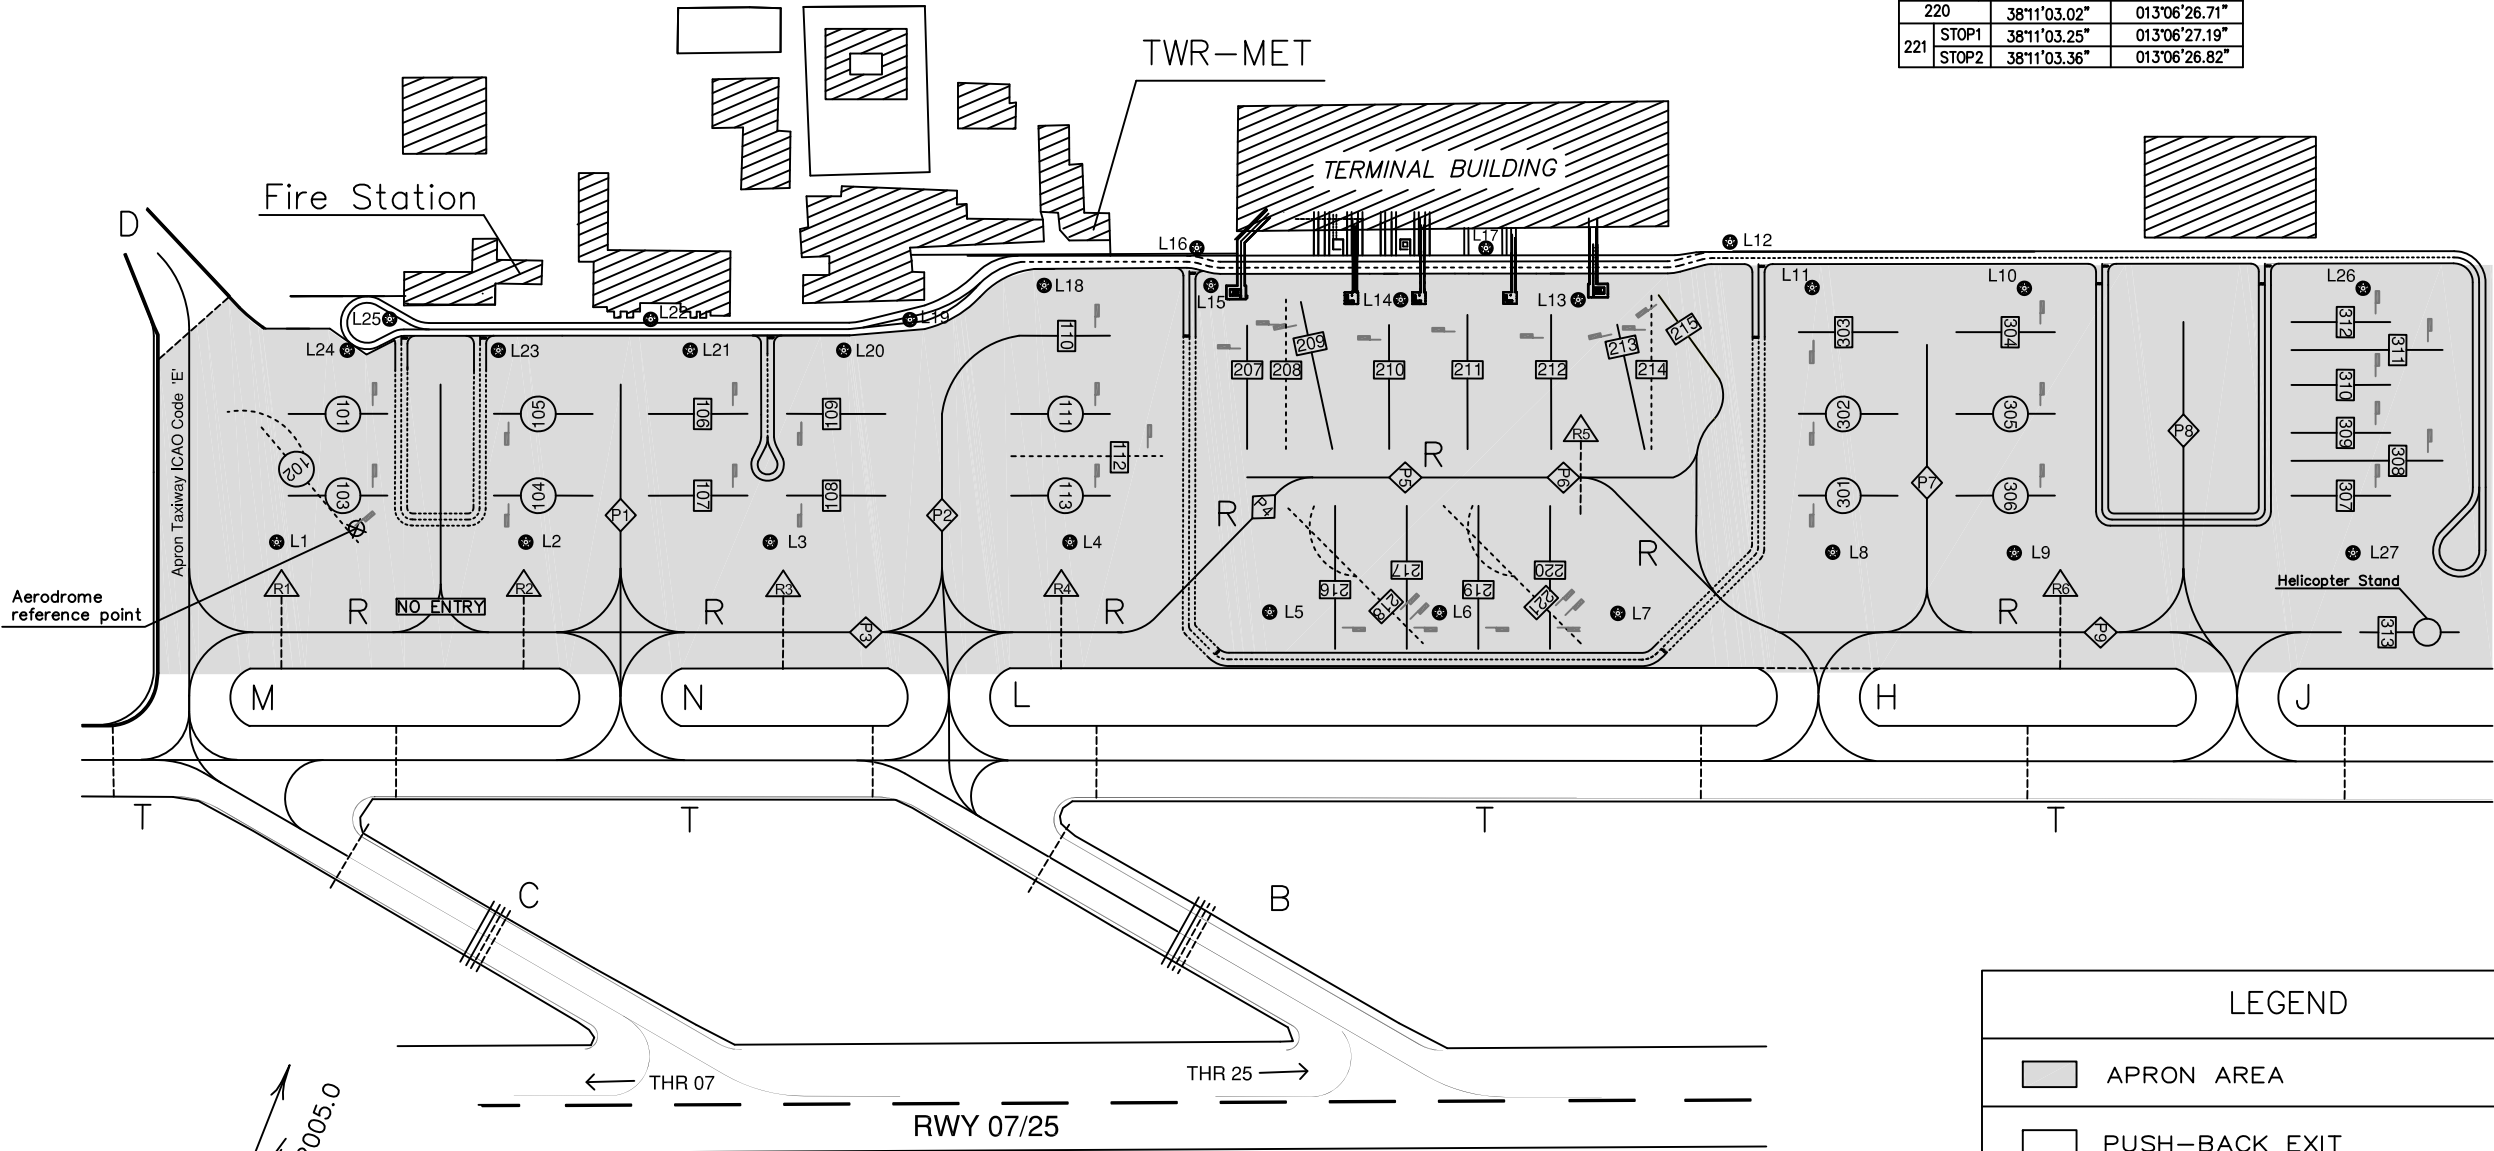 220 38°11'03.02" 013°06'26.71"
221 STOP1 38°11'03.25" 013°06'27.19"
STOP2 38°11'03.36" 013°06'26.82"
TWR-MET
TERMINAL BUILDING
Fire Station
D
L16 L17 L12
L25 L22 L19 L18 L15 L14 L13 L11 L10 L26
L24 L23 L21 L20
110 209 213 215 303 304 312
311
207 208 210 211 212 214
310
101 105 106 109 111 302 305
R5 P8 309
102 112 R 308
103 104 107 108 113 P5 P6 301 P7 306 307
P1 P2 R P4
Apron Taxiway ICAO Code 'E'
L1 L2 L3 L4 R L8 L9 L27
217 220
Helicopter Stand
R1 R2 R3 R4 216 219 R6
Aerodrome
reference point
R NO ENTRY R R L5 218 L6 221 L7 R
P3 P9 313
M N L H J
T T T T
C B
THR 07 THR 25
RWY 07/25
005.0
LEGEND
APRON AREA
PUSH-BACK EXIT